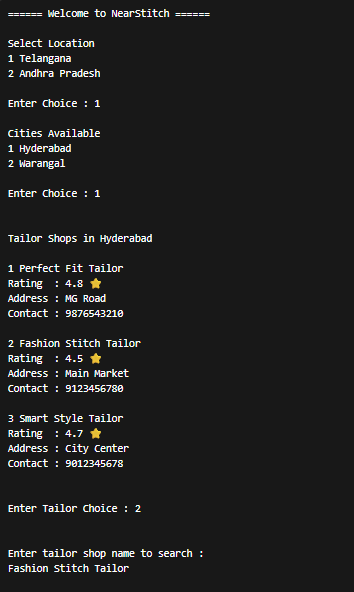 ====== Welcome to NearStitch ======
Select Location
1 Telangana
2 Andhra Pradesh
Enter Choice : 1
Cities Available
1 Hyderabad
2 Warangal
Enter Choice : 1
Tailor Shops in Hyderabad
1 Perfect Fit Tailor
Rating  : 4.8 ⭐
Address : MG Road
Contact : 9876543210
2 Fashion Stitch Tailor
Rating  : 4.5 ⭐
Address : Main Market
Contact : 9123456780
3 Smart Style Tailor
Rating  : 4.7 ⭐
Address : City Center
Contact : 9012345678
Enter Tailor Choice : 2
Enter tailor shop name to search :
Fashion Stitch Tailor